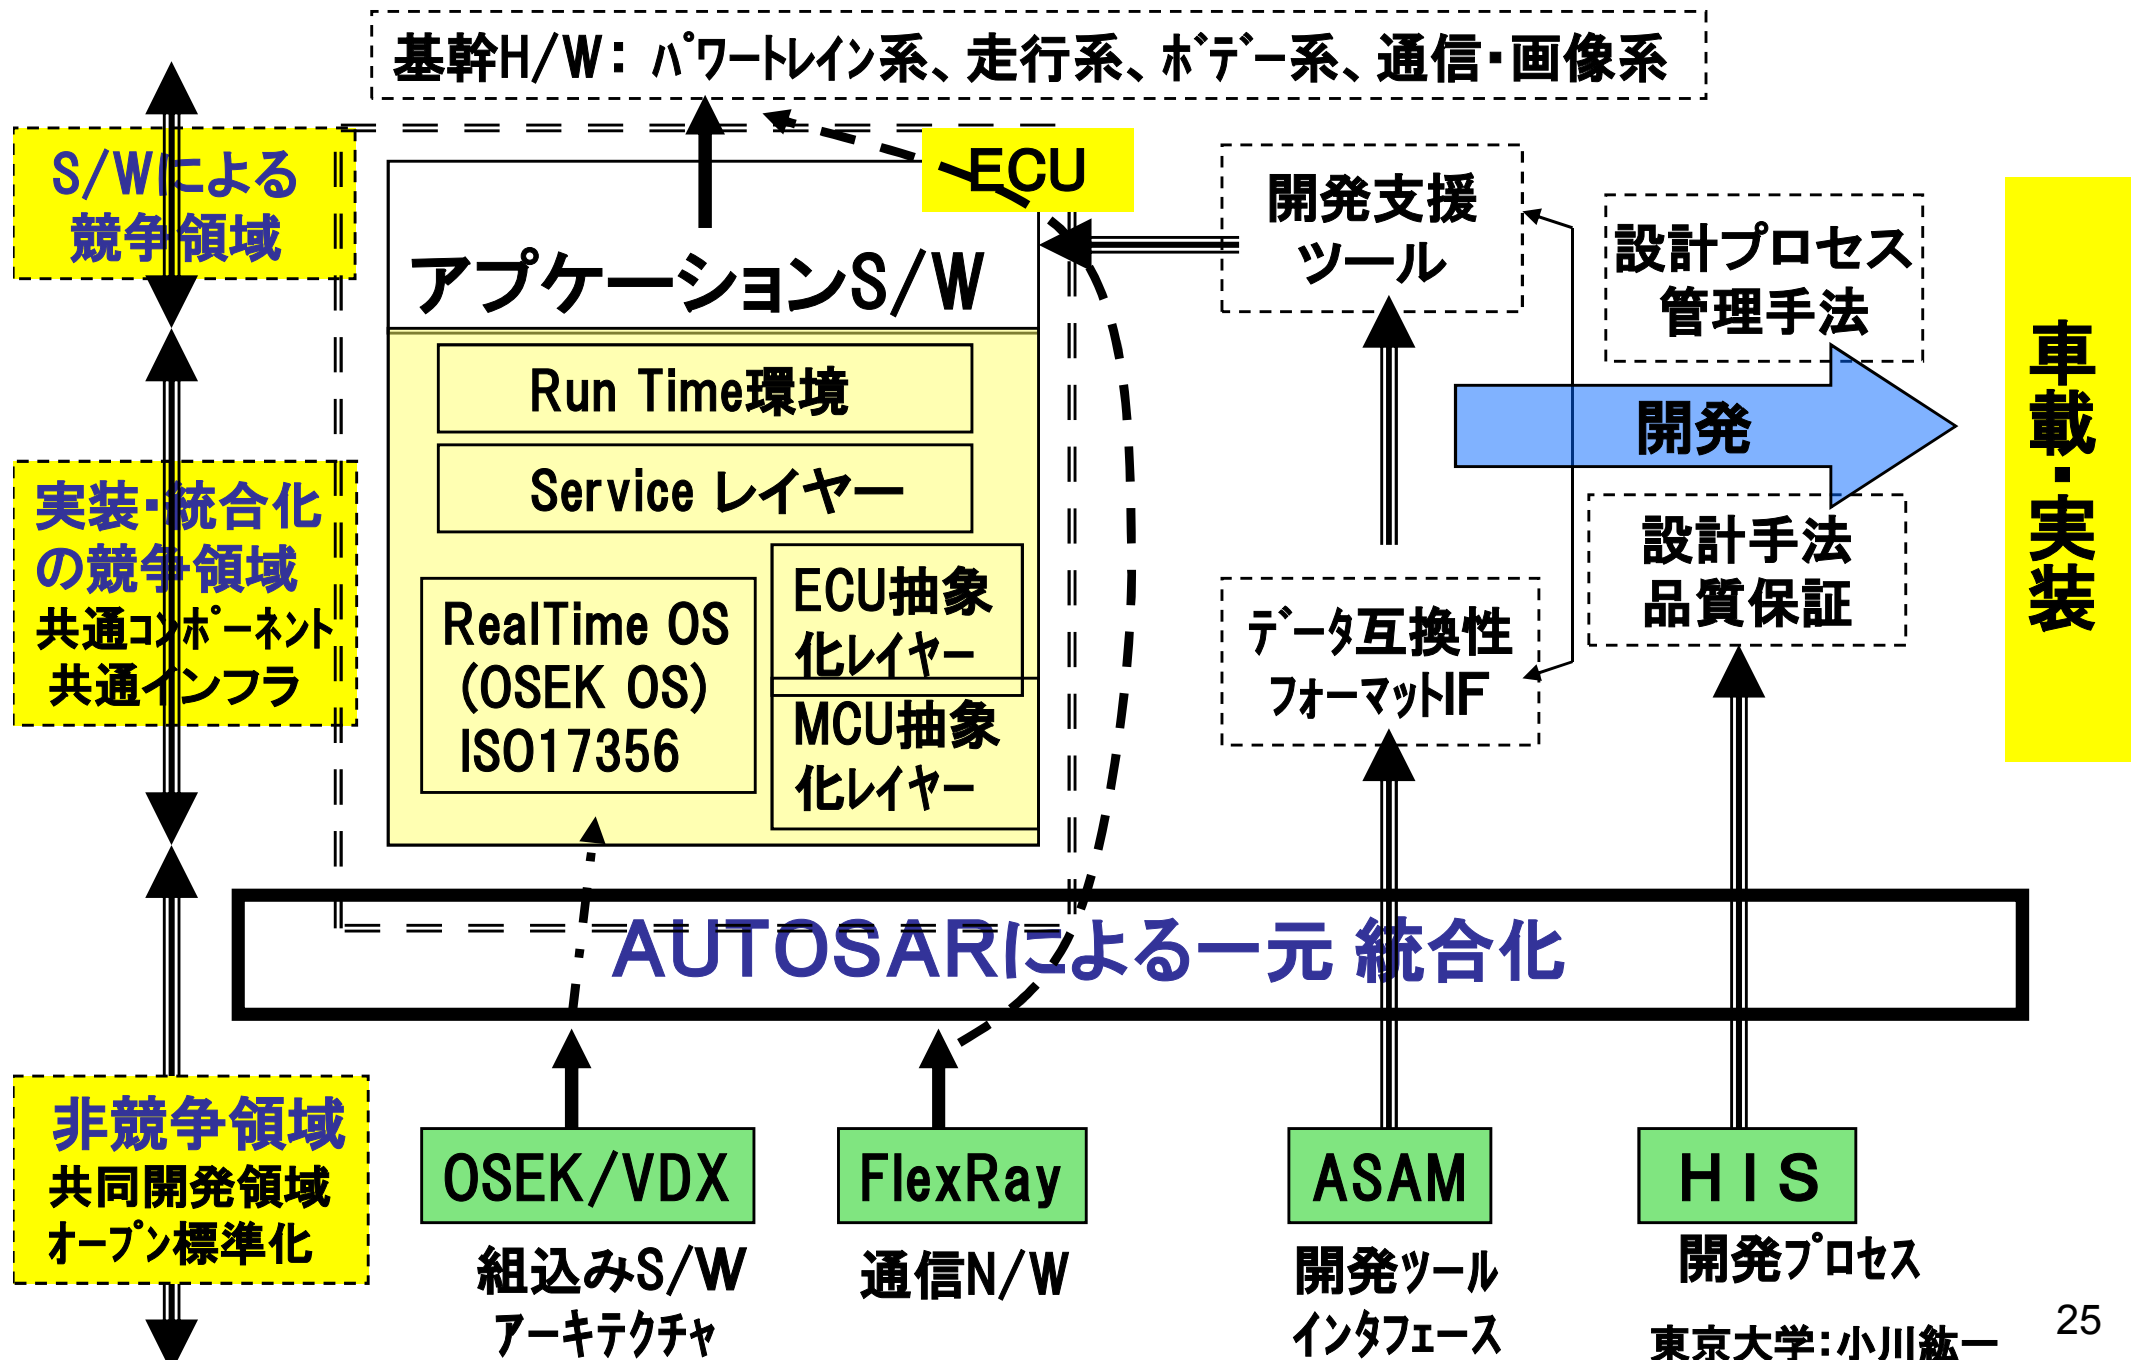 基幹H/W： ﾊﾟﾜｰﾄﾚｲﾝ系、走行系、ﾎﾞﾃﾞｰ系、通信・画像系
S/Wによる
競争領域
ECU
アプケーションS/W
開発支援
ツール
設計プロセス
管理手法
Run Time環境
Service レイヤー
開発
車載・実装
実装・統合化
の競争領域
共通ｺﾝﾎﾟｰﾈﾝﾄ
共通インフラ
RealTime OS
(OSEK OS)
ISO17356
ECU抽象
化ﾚｲﾔｰ
MCU抽象
化ﾚｲﾔｰ
ﾃﾞｰﾀ互換性
ﾌｫｰﾏｯﾄIF
設計手法
品質保証
AUTOSARによる一元 統合化
非競争領域
共同開発領域
ｵｰﾌﾟﾝ標準化
OSEK/VDX
組込みS/W
ｱｰｷﾃｸﾁｬ
FlexRay
通信N/W
ASAM
開発ﾂｰﾙ
ｲﾝﾀﾌｪｰｽ
ＨＩＳ
開発ﾌﾟﾛｾｽ
東京大学：小川紘一
25